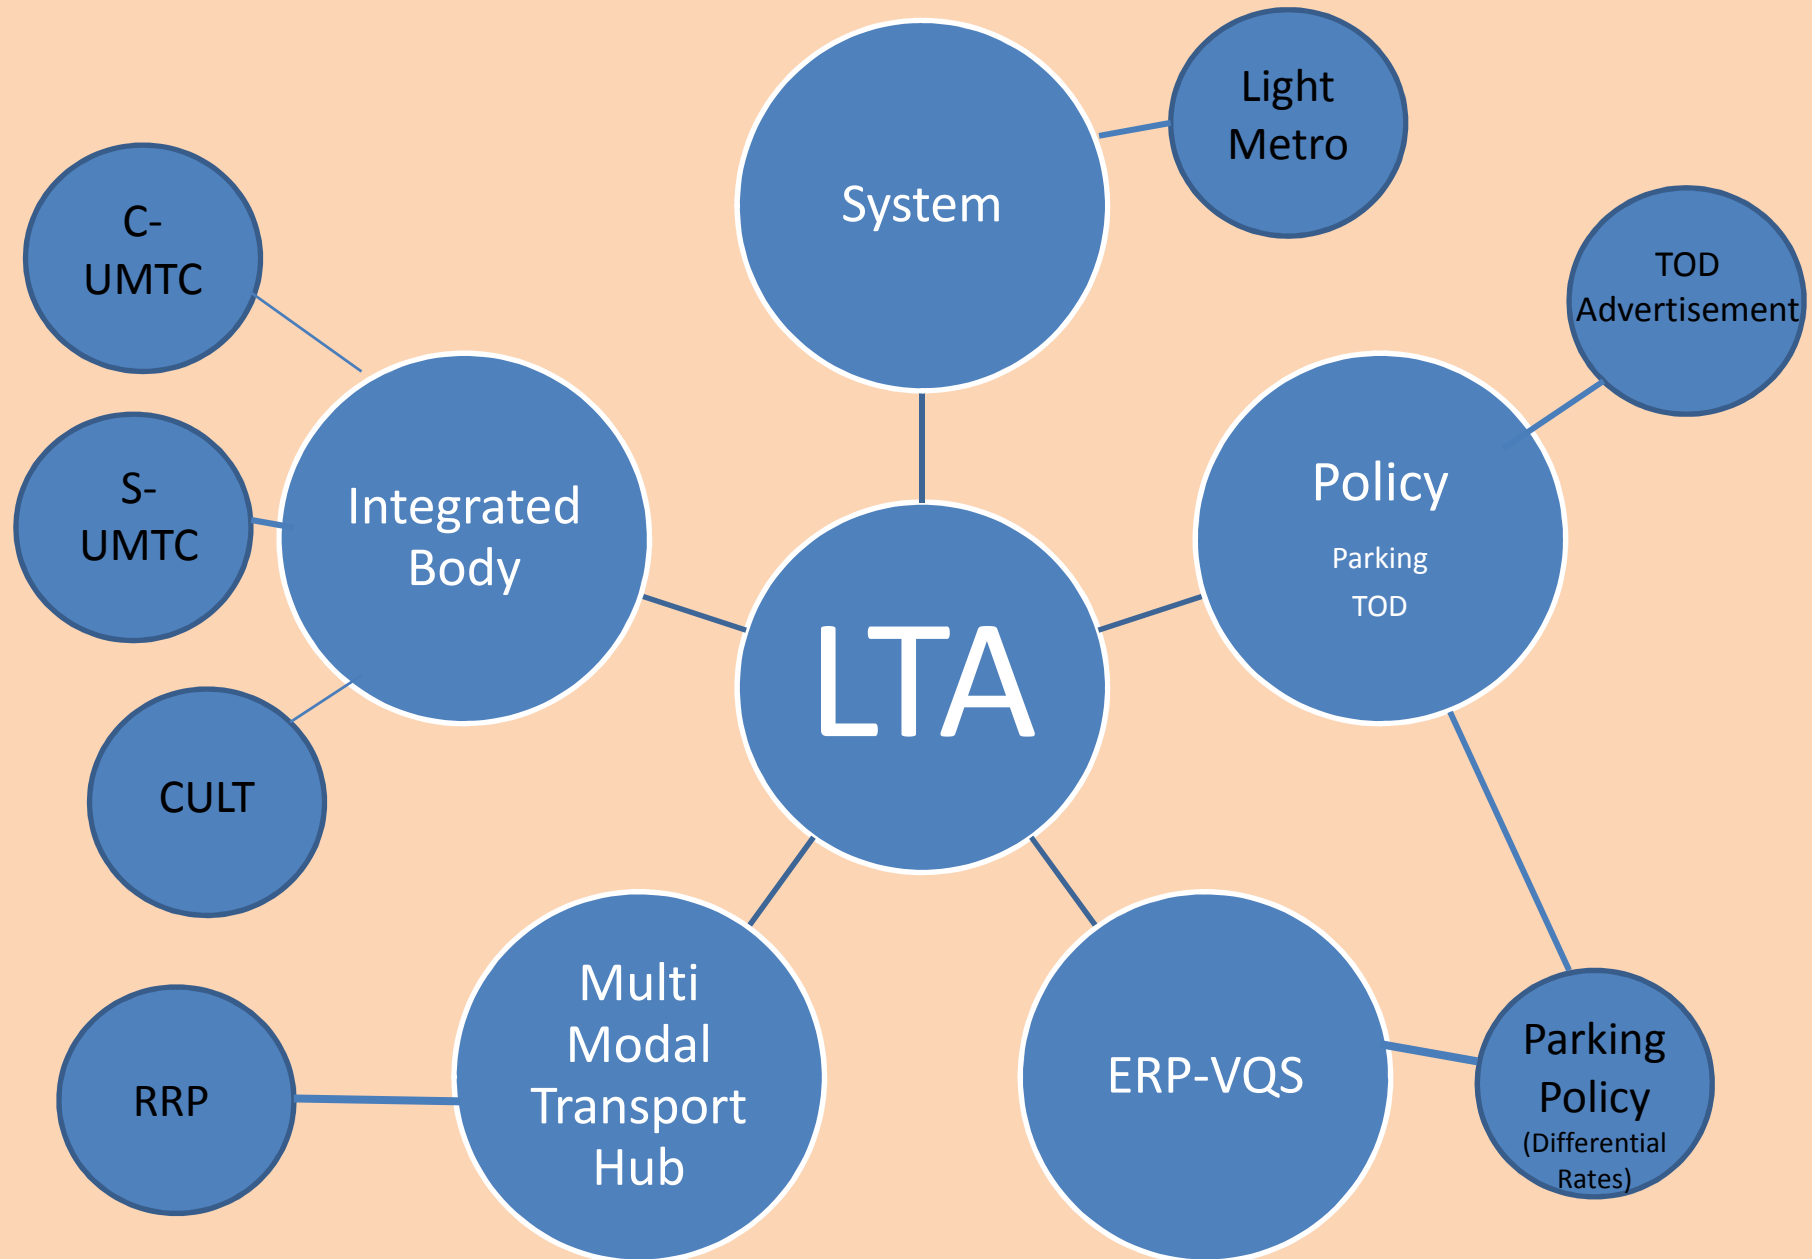 Light
Metro
System
C-
UMTC
TOD
Advertisement
S-
UMTC
Integrated
Body
Policy
Parking
TOD
LTA
CULT
Multi
Modal
Transport
Hub
ERP-VQS
Parking
Policy
(Differential
Rates)
RRP